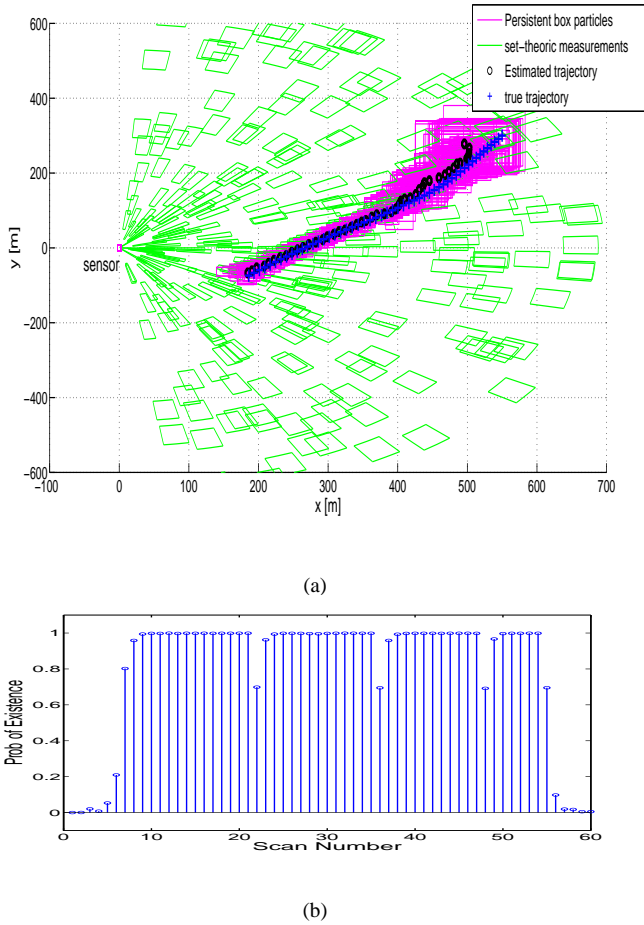 Persistent box particles
set-theoric measurements
Estimated trajectory
true trajectory
600
400
200
0
-200
-400
-600
y [m]
sensor
-100 0 100 200 300 400 500 600 700
x [m]
(a)
1
0.8
0.6
0.4
0.2
0
Prob of Existence
0 10 20 30 40 50 60
Scan Number
(b)